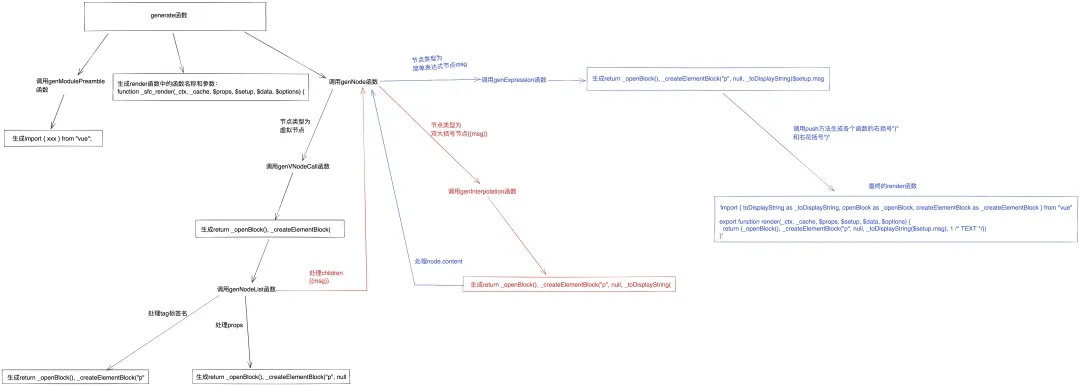 generate函数
调用genModulePreamble
函数
生成import { xxx } from "vue";
生成render函数中的函数名称和参数:
function _sfc_render(_ctx, _cache, $props, $setup, $data, $options) {
调用genNode函数
节点类型为
虚拟节点
调用genVNodeCall函数
生成return _openBlock(), _createElementBlock(
调用genNodeList函数
处理tag标签名
生成return _openBlock(), _createElementBlock("p"
处理props
生成return _openBlock(), _createElementBlock("p", null
处理children
{{msg}}
节点类型为
双大括号节点{{msg}}
调用genInterpolation函数
生成return _openBlock(), _createElementBlock("p", null, _toDisplayString(
处理node.content
节点类型为
简单表达式节点msg
调用genExpression函数
生成return _openBlock(), _createElementBlock("p", null, _toDisplayString($setup.msg
调用push方法生成各个函数的右括号")"
和右花括号"}"
最终的render函数
'import { toDisplayString as _toDisplayString, openBlock as _openBlock, createElementBlock as _createElementBlock } from "vue"
export function render(_ctx, _cache, $props, $setup, $data, $options) {
return (_openBlock(), _createElementBlock("p", null, _toDisplayString($setup.msg), 1 /* TEXT */))
}'